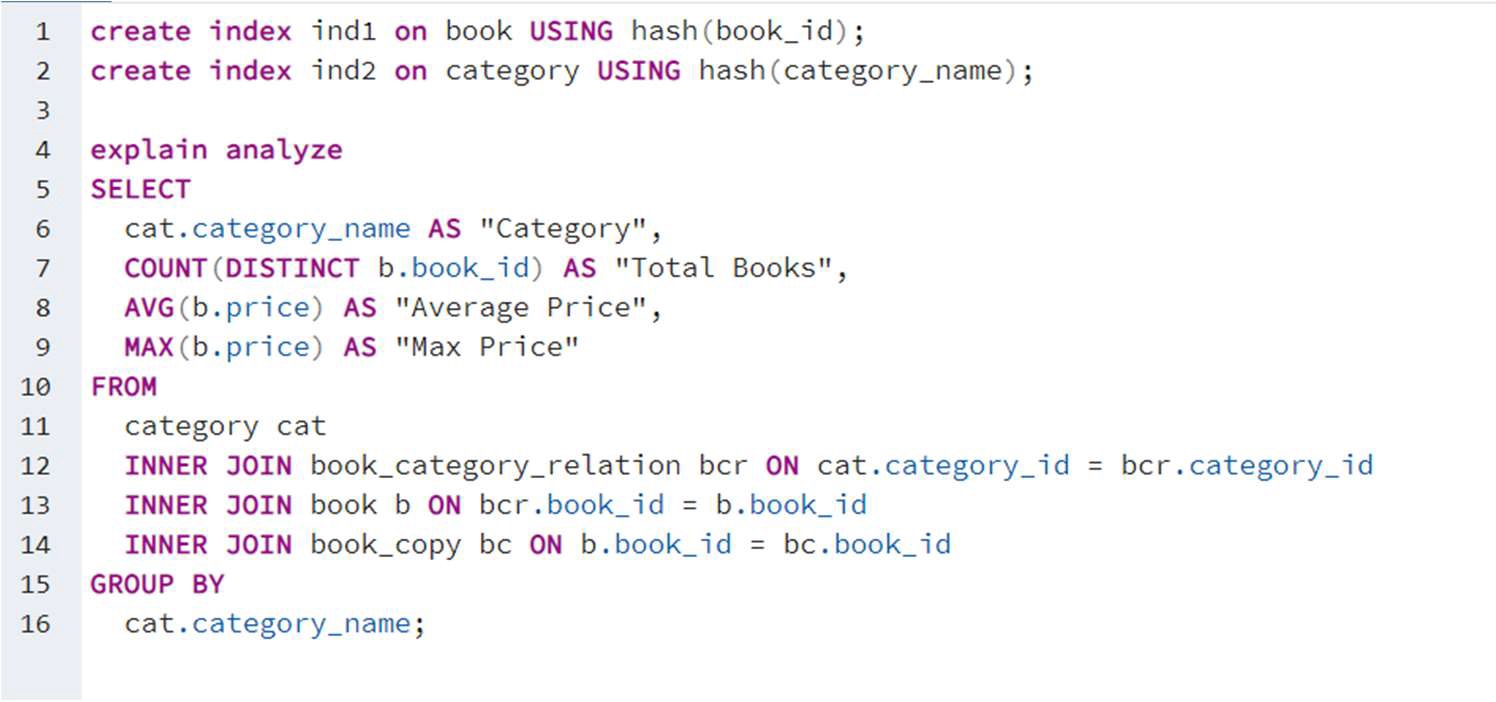 1 create index ind1 on book USING hash(book_id);
2 create index ind2 on category USING hash(category_name);
3
4 explain analyze
5 SELECT
6 cat.category_name AS "Category",
7 COUNT(DISTINCT b.book_id) AS "Total Books",
8 AVG(b.price) AS "Average Price",
9 MAX(b.price) AS "Max Price"
10 FROM
11 category cat
12 INNER JOIN book_category_relation bcr ON cat.category_id = bcr.category_id
13 INNER JOIN book b ON bcr.book_id = b.book_id
14 INNER JOIN book_copy bc ON b.book_id = bc.book_id
15 GROUP BY
16 cat.category_name;